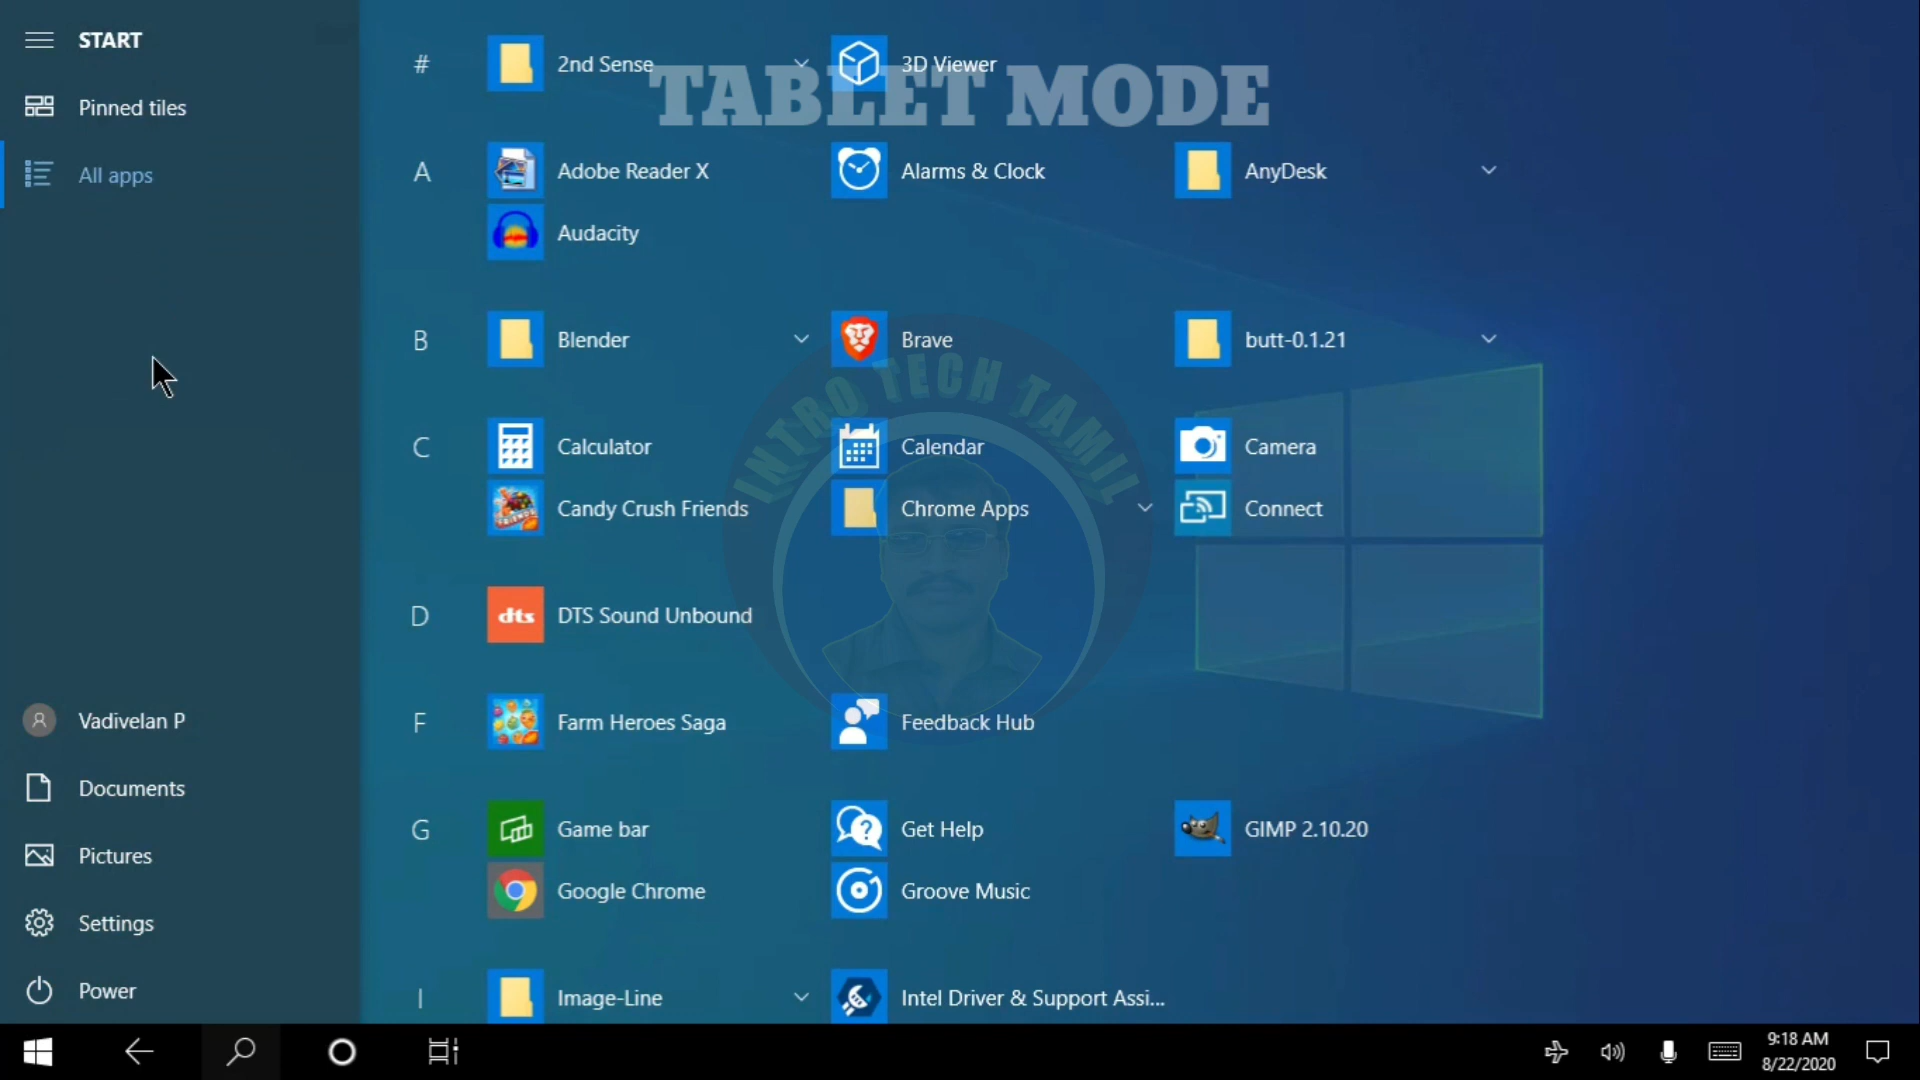 START
Pinned tiles
All apps
Vadivelan P
Documents
Pictures
Settings
Power
TABLET MODE
# 2nd Sense 3D Viewer
A Adobe Reader X Alarms & Clock AnyDesk
Audacity
B Blender Brave butt-0.1.21
INTRO TECH TAMIL
C Calculator Calendar Camera
Candy Crush Friends Chrome Apps Connect
D dts DTS Sound Unbound
F Farm Heroes Saga Feedback Hub
G Game bar Get Help GIMP 2.10.20
Google Chrome Groove Music
I Image-Line Intel Driver & Support Assi...
9:18 AM
8/22/2020